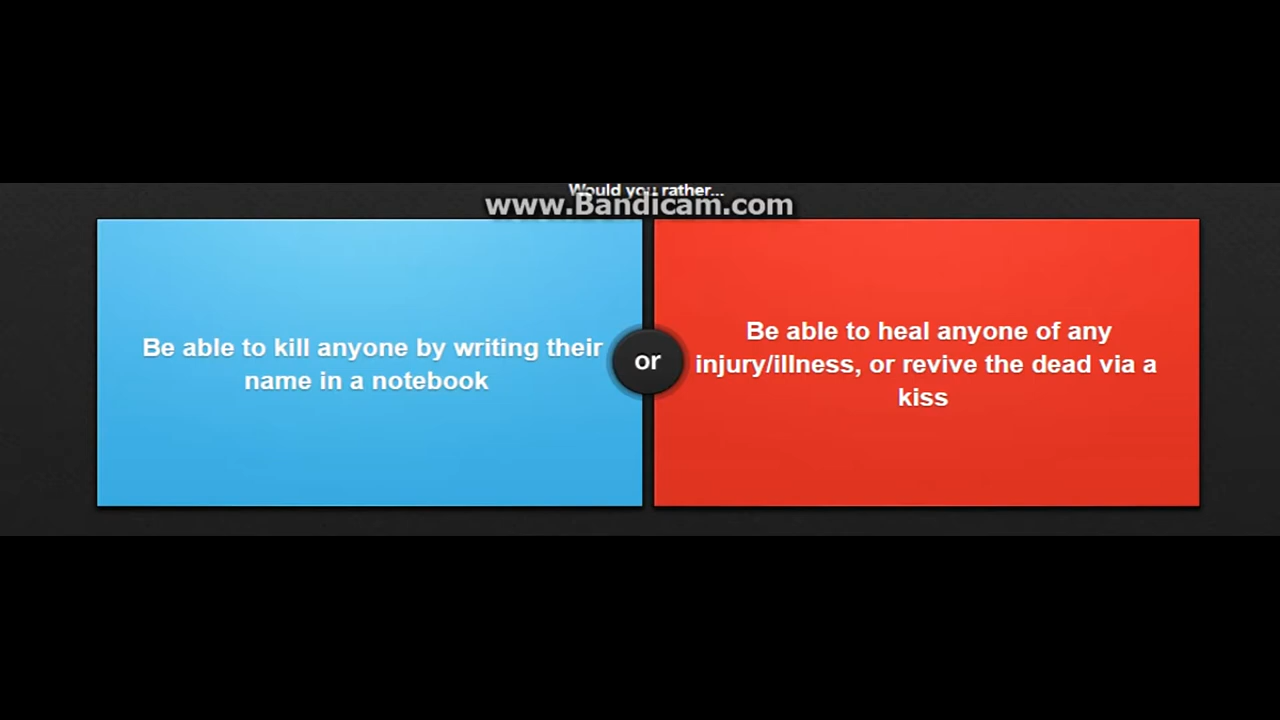 Would you rather...
www.Bandicam.com
Be able to kill anyone by writing their
name in a notebook
or
Be able to heal anyone of any
injury/illness, or revive the dead via a
kiss